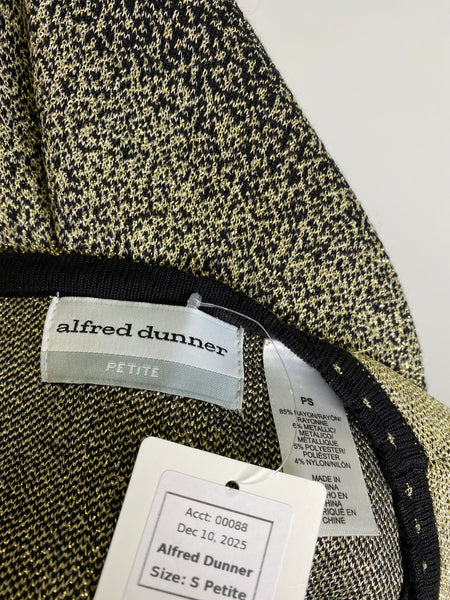 alfred dunner
PETITE
PS
85% RAYON/RAYÓN/
RAYONNE
6% METALLIC/
METÁLICO/
MÉTALLIQUE
5% POLYESTER/
POLIÉSTER
4% NYLON/NILÓN
MADE IN
CHINA
HECHO EN
CHINA
FABRIQUÉ EN
CHINE
Acct: 00088
Dec 10, 2025
Alfred Dunner
Size: S Petite